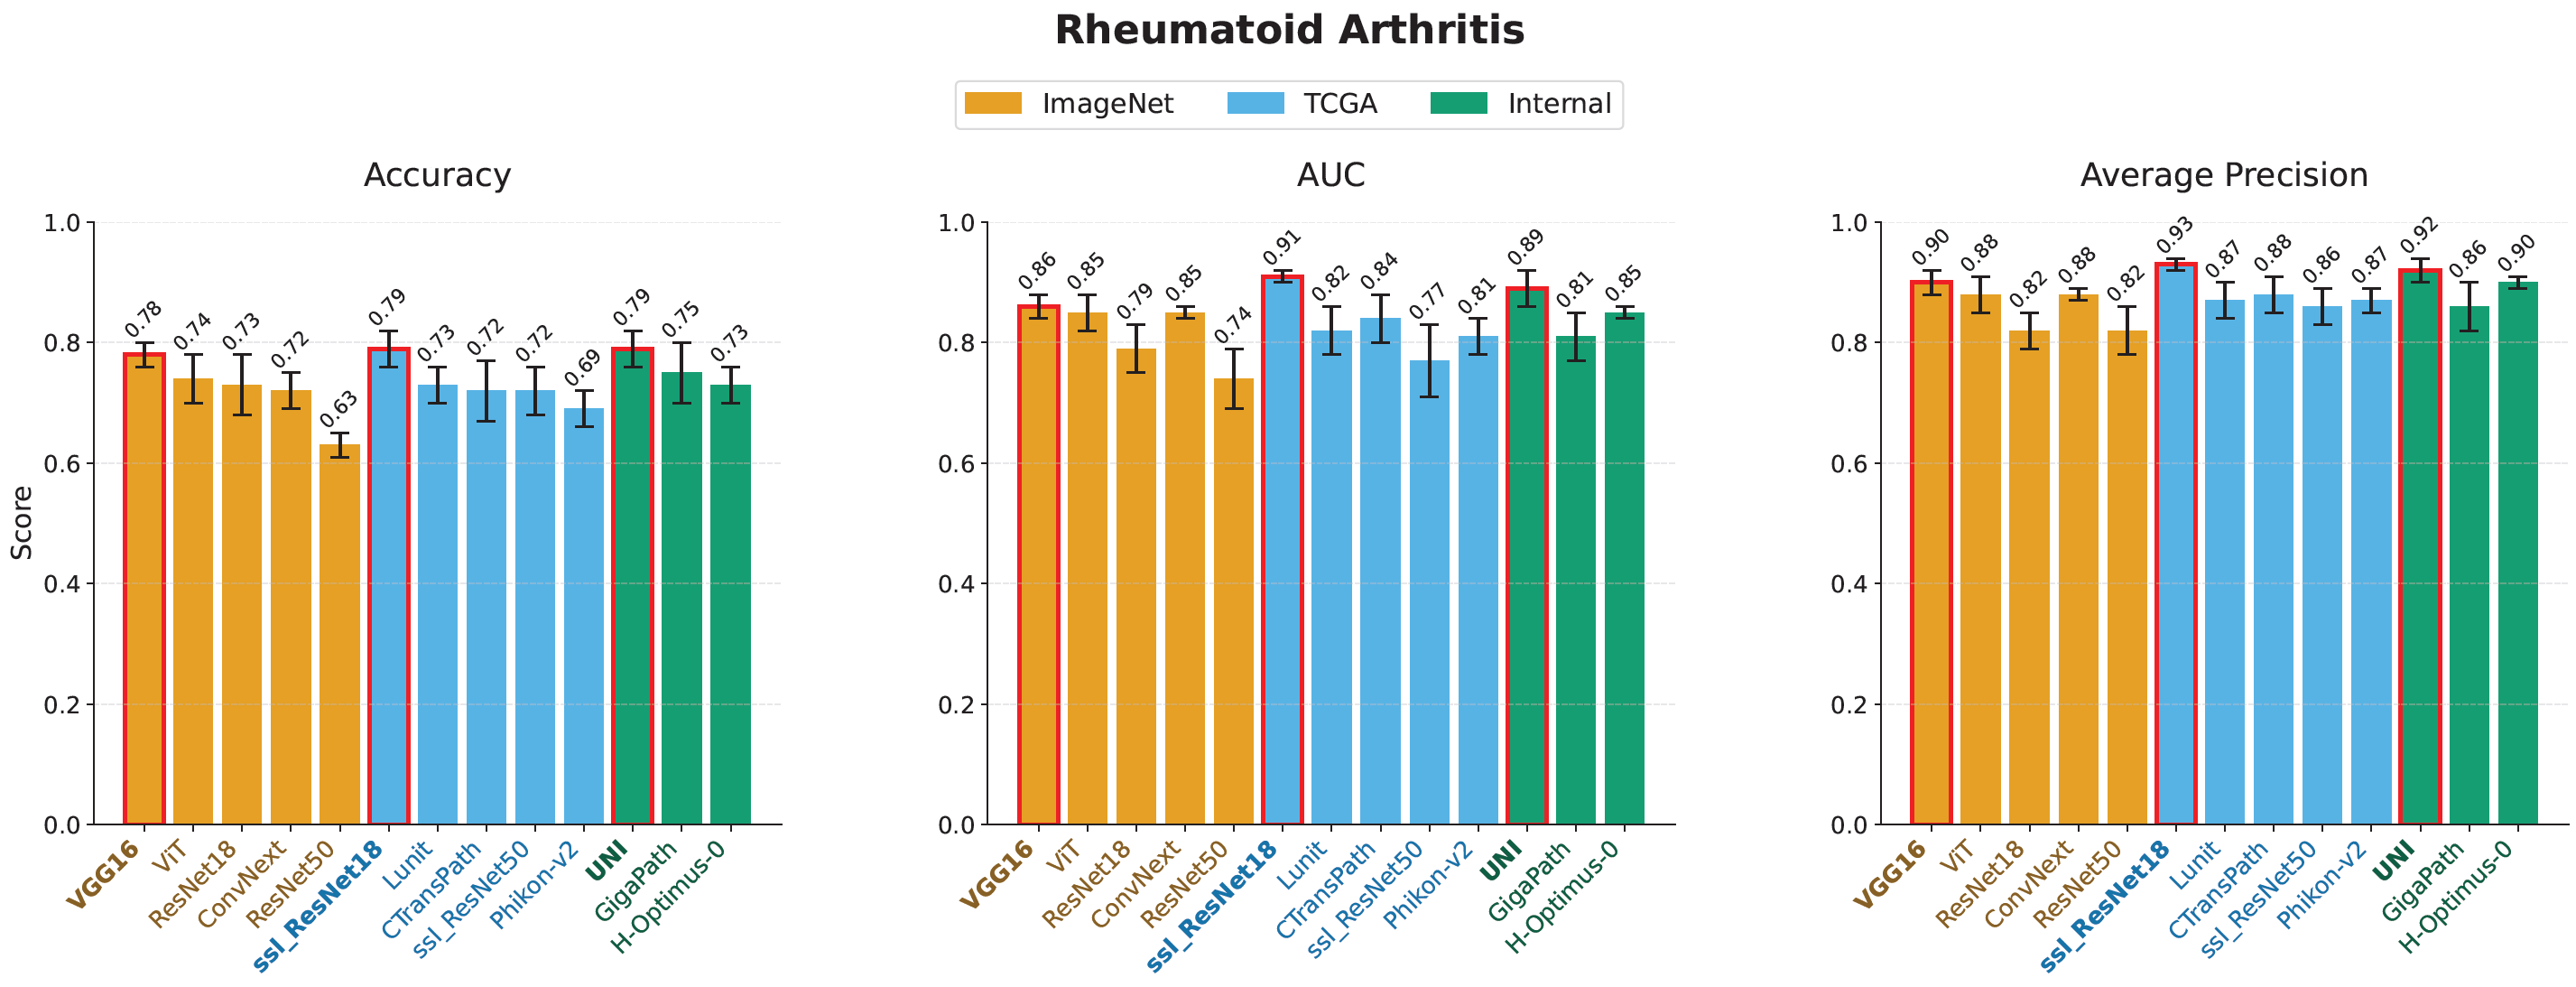 Rheumatoid Arthritis
ImageNet TCGA Internal
Accuracy
Score
1.0
0.8
0.6
0.4
0.2
0.0
0.78 0.74 0.73 0.72 0.63 0.79 0.73 0.72 0.72 0.69 0.79 0.75 0.73
VGG16 ViT ResNet18 ConvNext ResNet50 ssl_ResNet18 Lunit CTransPath ssl_ResNet50 Phikon-v2 UNI GigaPath H-Optimus-0
AUC
1.0
0.8
0.6
0.4
0.2
0.0
0.86 0.85 0.79 0.85 0.74 0.91 0.82 0.84 0.77 0.81 0.89 0.81 0.85
VGG16 ViT ResNet18 ConvNext ResNet50 ssl_ResNet18 Lunit CTransPath ssl_ResNet50 Phikon-v2 UNI GigaPath H-Optimus-0
Average Precision
1.0
0.8
0.6
0.4
0.2
0.0
0.90 0.88 0.82 0.88 0.82 0.93 0.87 0.88 0.86 0.87 0.92 0.86 0.90
VGG16 ViT ResNet18 ConvNext ResNet50 ssl_ResNet18 Lunit CTransPath ssl_ResNet50 Phikon-v2 UNI GigaPath H-Optimus-0